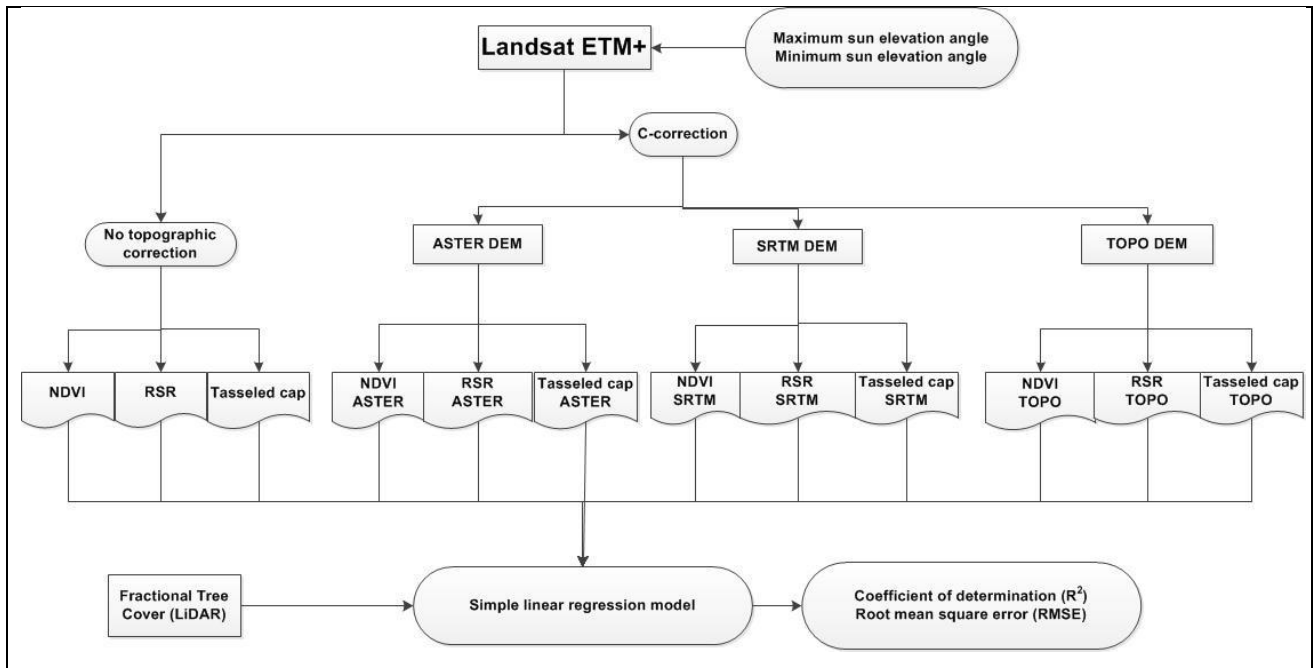 Landsat ETM+
Maximum sun elevation angle
Minimum sun elevation angle
C-correction
No topographic
correction
ASTER DEM
SRTM DEM
TOPO DEM
NDVI
RSR
Tasseled cap
NDVI
ASTER
RSR
ASTER
Tasseled cap
ASTER
NDVI
SRTM
RSR
SRTM
Tasseled cap
SRTM
NDVI
TOPO
RSR
TOPO
Tasseled cap
TOPO
Fractional Tree
Cover (LiDAR)
Simple linear regression model
Coefficient of determination (R²)
Root mean square error (RMSE)